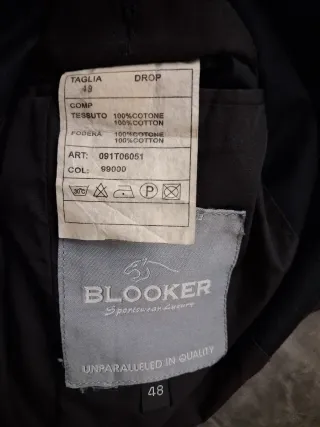 TAGLIA DROP
48
COMP
TESSUTO 100%COTONE
100%COTTON
FODERA 100%COTONE
100%COTTON
ART: 091T06051
COL: 99000
30°
P
BLOOKER
Sportswear&luxury
UNPARALLELED IN QUALITY
48